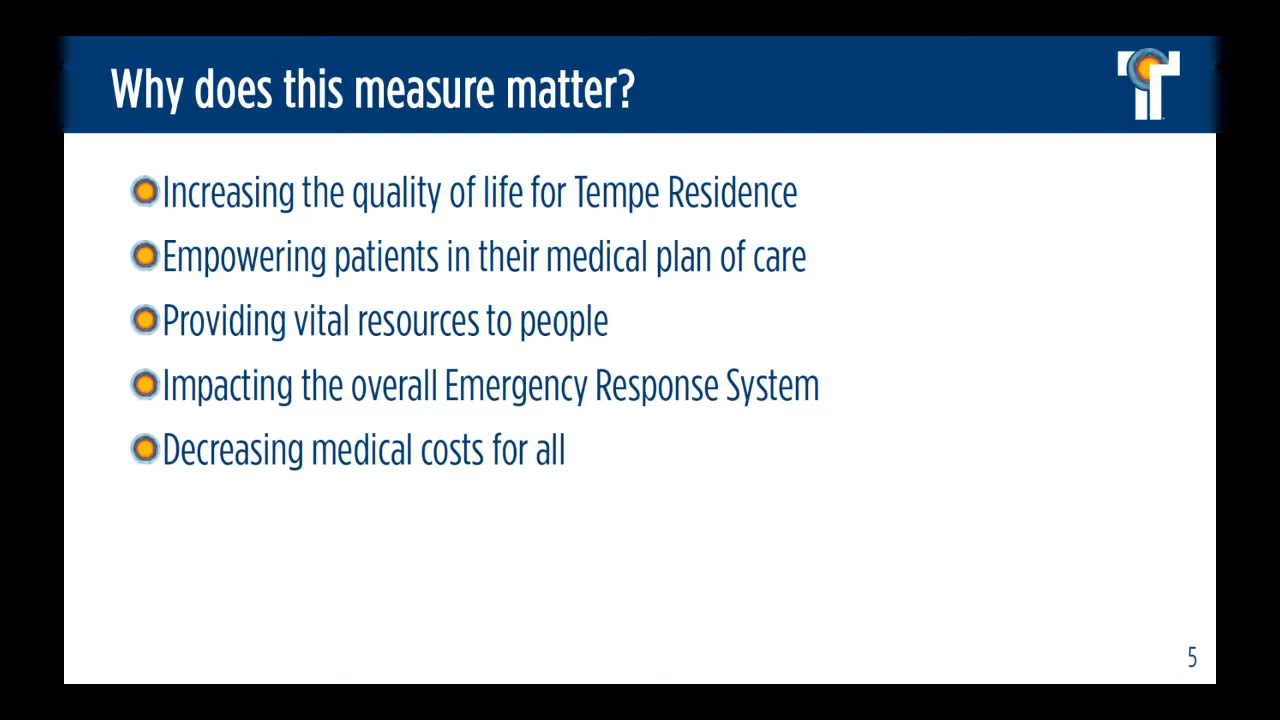 Why does this measure matter?
Increasing the quality of life for Tempe Residence
Empowering patients in their medical plan of care
Providing vital resources to people
Impacting the overall Emergency Response System
Decreasing medical costs for all
5